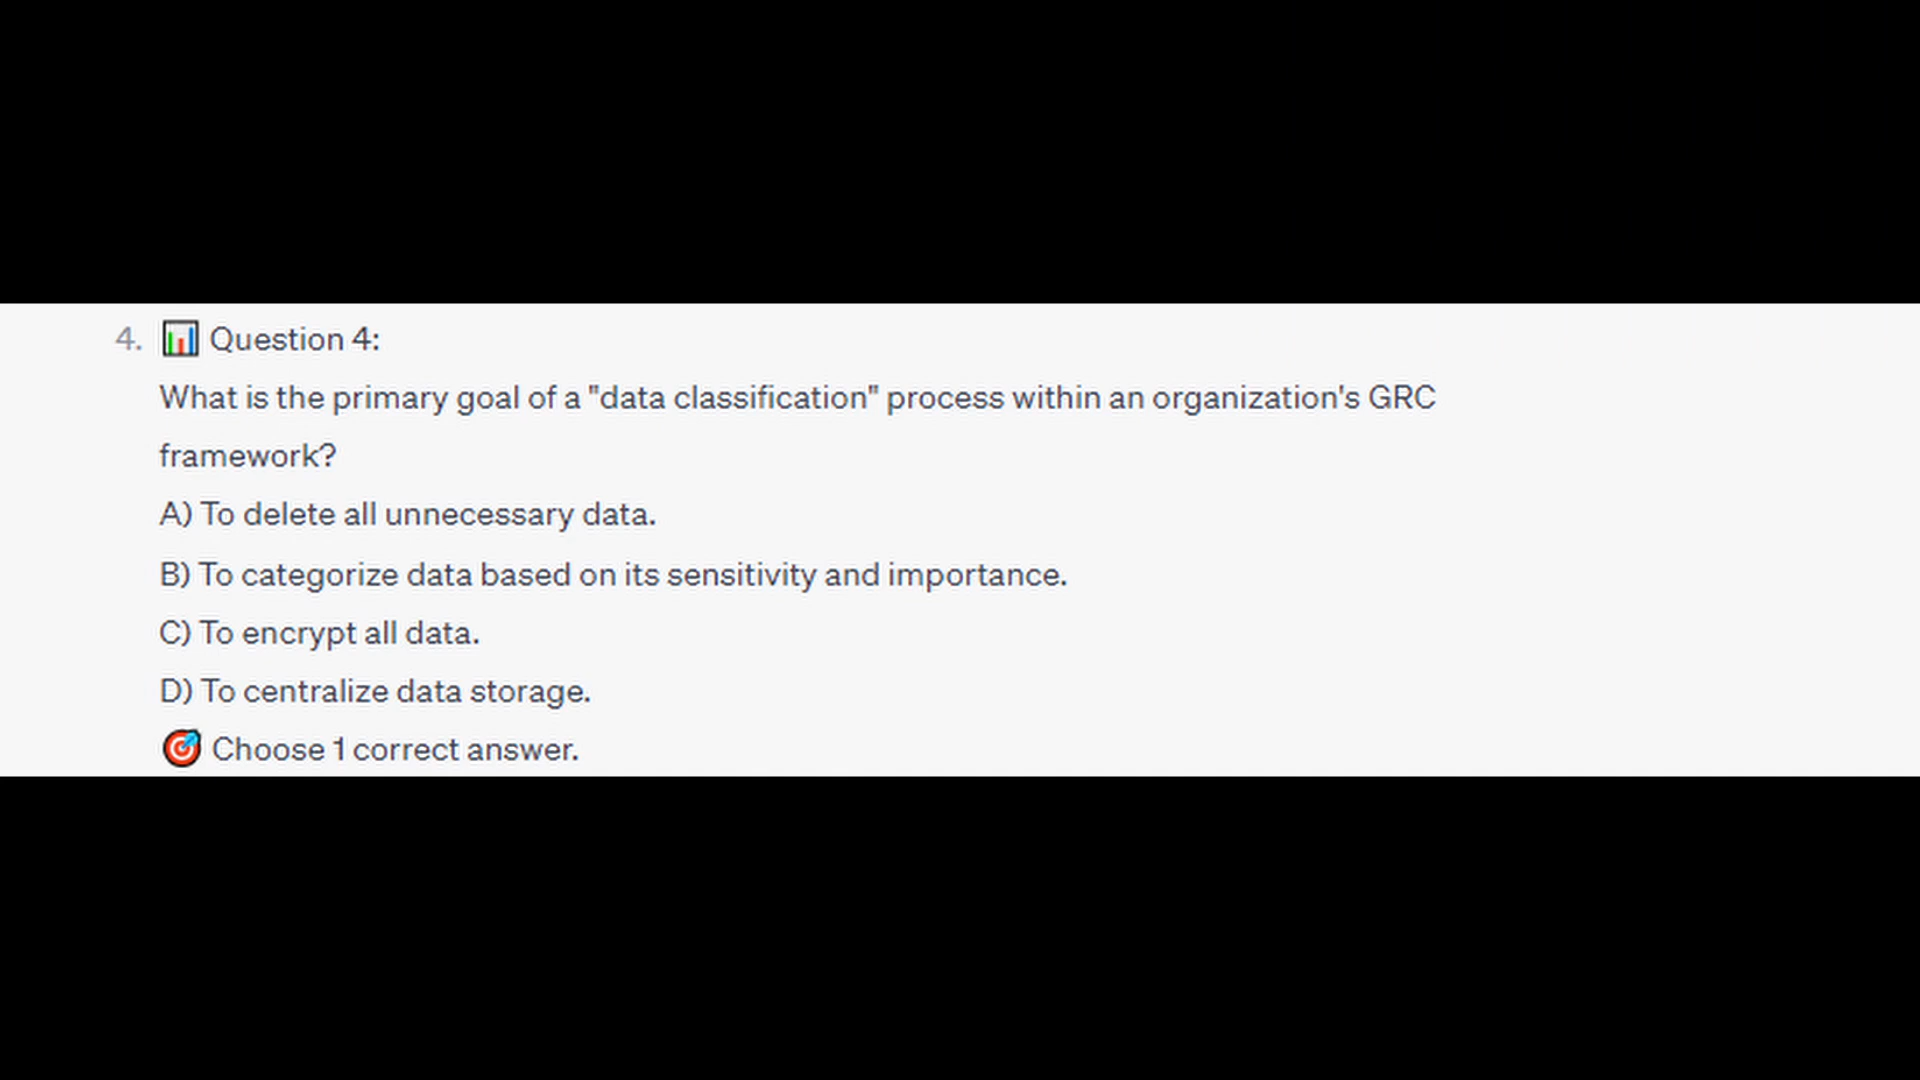 4. 📊 Question 4:
What is the primary goal of a "data classification" process within an organization's GRC
framework?
A) To delete all unnecessary data.
B) To categorize data based on its sensitivity and importance.
C) To encrypt all data.
D) To centralize data storage.
🎯 Choose 1 correct answer.